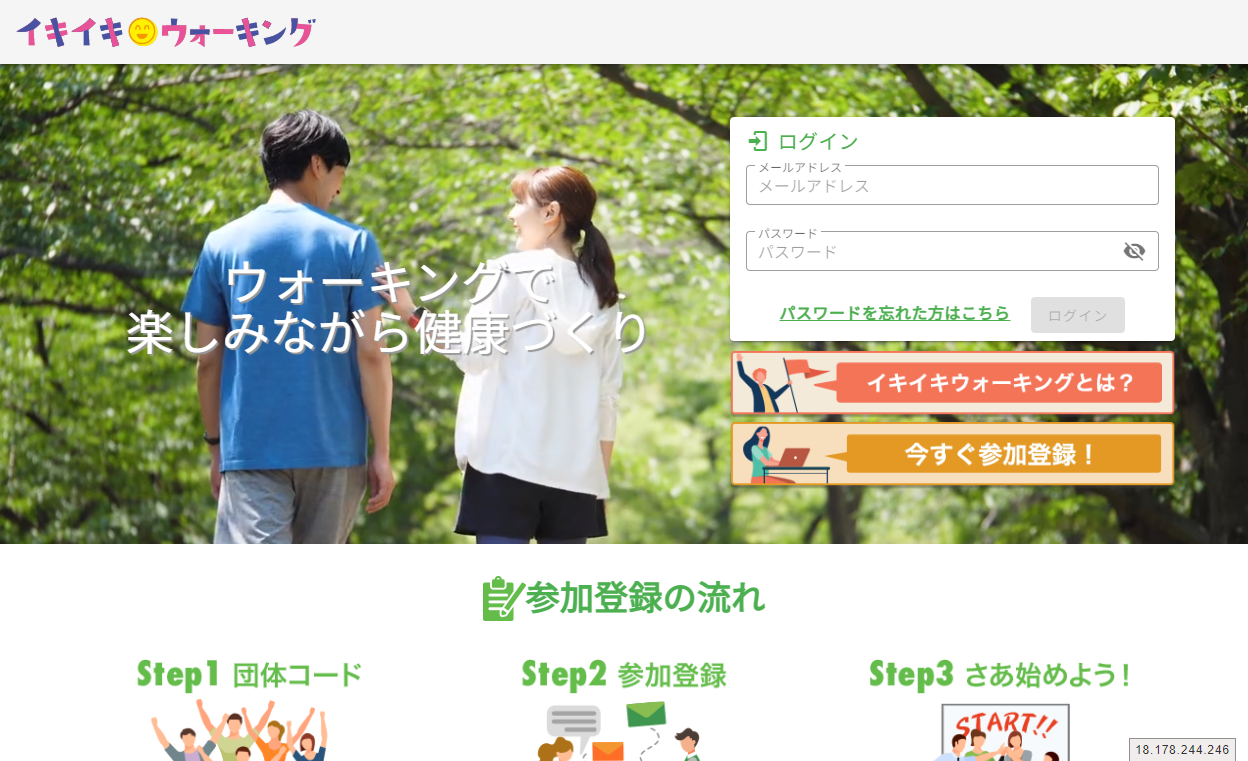 イキイキウォーキング
ログイン
メールアドレス
メールアドレス
パスワード
パスワード
パスワードを忘れた方はこちら
ログイン
ウォーキングで
楽しみながら健康づくり
イキイキウォーキングとは？
今すぐ参加登録！
参加登録の流れ
Step1 団体コード
Step2 参加登録
Step3 さあ始めよう！
START!!
18.178.244.246